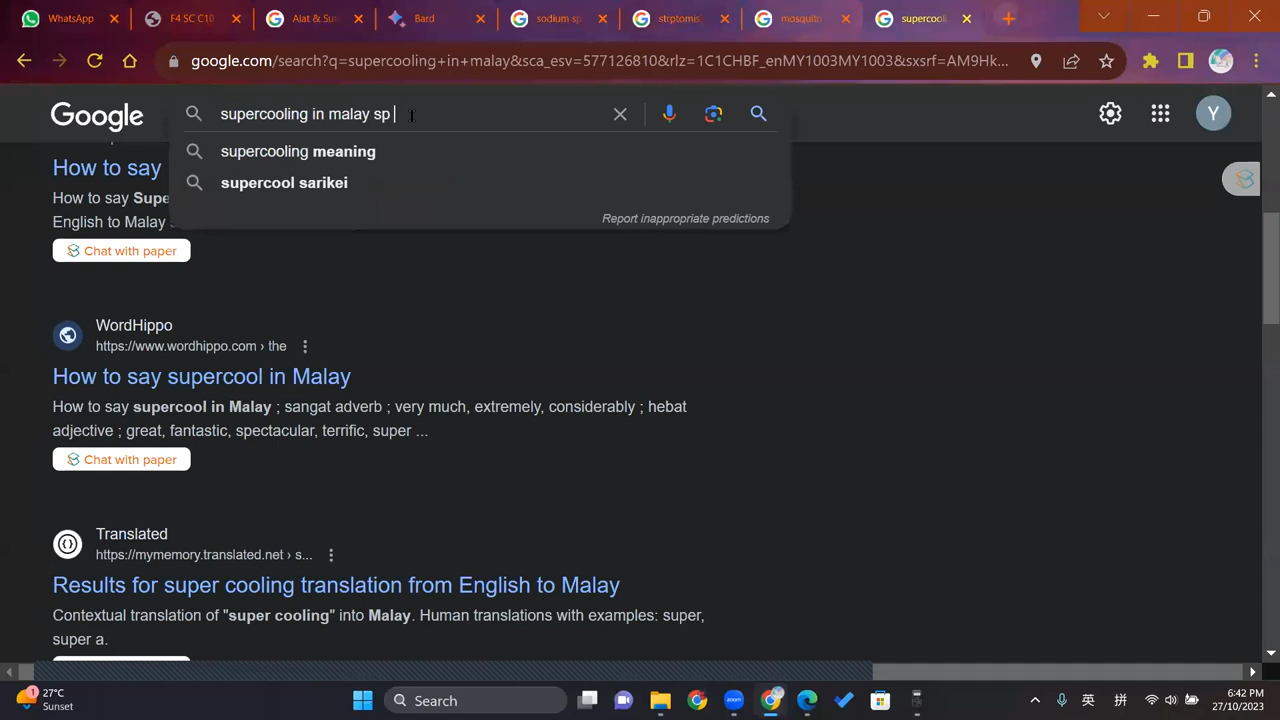 WhatsApp
F4 SC C10
Alat & Su
Bard
sodium sp
strptomis
mosquito
supercooli
google.com/search?q=supercooling+in+malay&sca_esv=577126810&rlz=1C1CHBF_enMY1003MY1003&sxsrf=AM9Hk...
Google
supercooling in malay sp
Y
supercooling meaning
supercool sarikei
Report inappropriate predictions
How to say
How to say Supe
English to Malay
Chat with paper
WordHippo
https://www.wordhippo.com › the
How to say supercool in Malay
How to say supercool in Malay ; sangat adverb ; very much, extremely, considerably ; hebat
adjective ; great, fantastic, spectacular, terrific, super ...
Chat with paper
Translated
https://mymemory.translated.net › s...
Results for super cooling translation from English to Malay
Contextual translation of "super cooling" into Malay. Human translations with examples: super,
super a.
1
27°C
Sunset
Search
zoom
英
拼
6:42 PM
27/10/2023